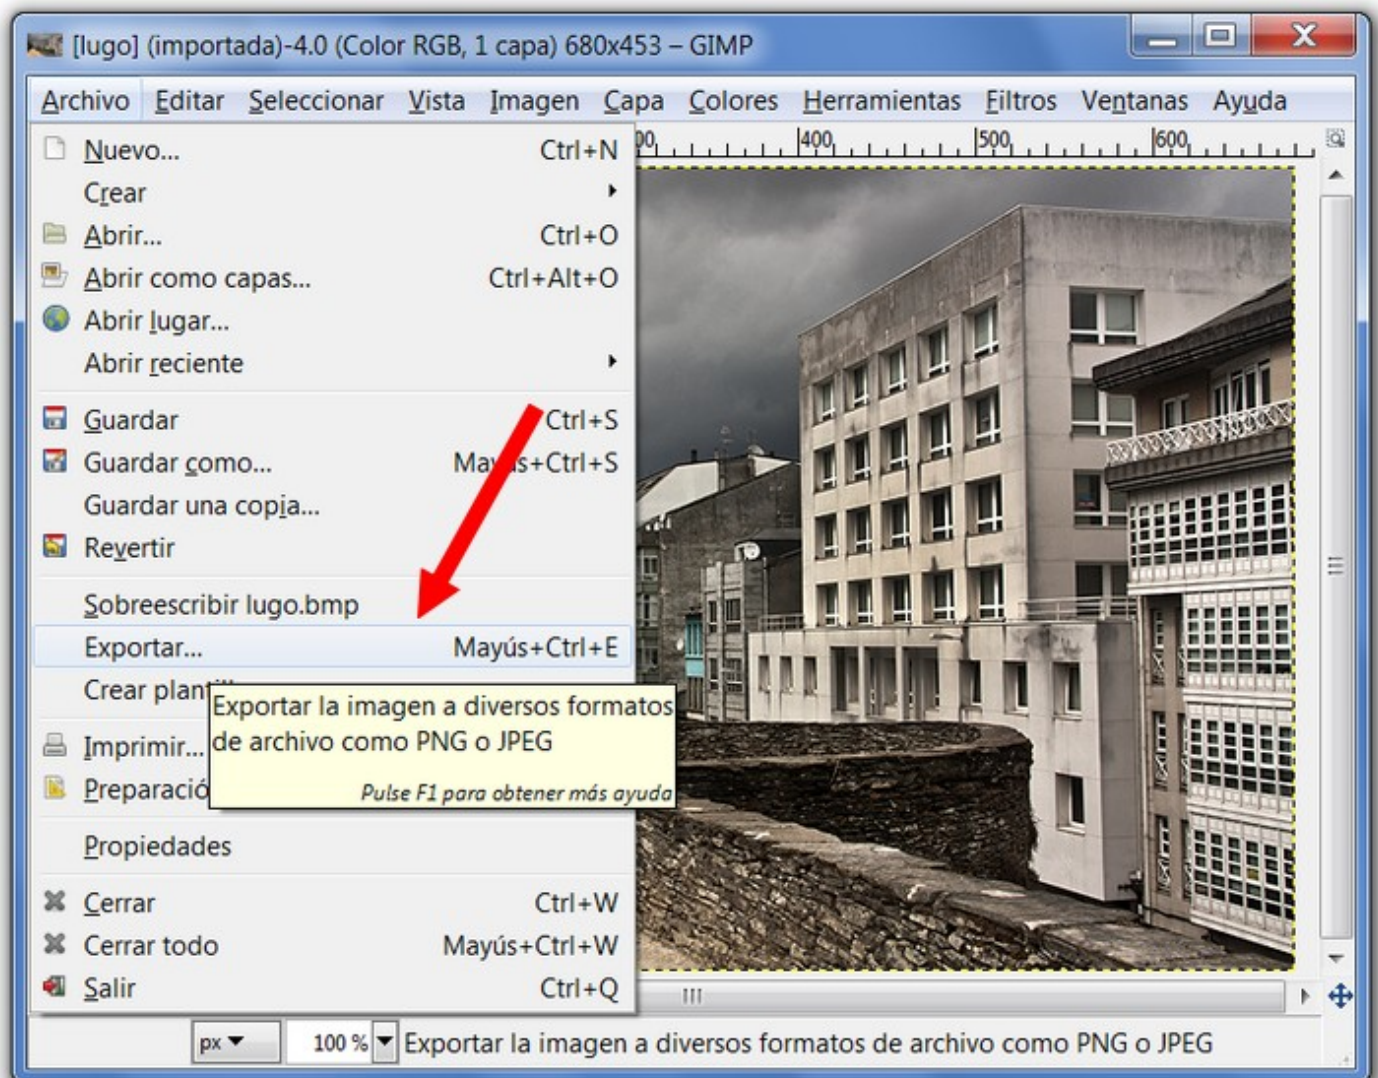 [lugo] (importada)-4.0 (Color RGB, 1 capa) 680x453 – GIMP
Archivo Editar Seleccionar Vista Imagen Capa Colores Herramientas Filtros Ventanas Ayuda
400 500 600
Nuevo... Ctrl+N
Crear
Abrir... Ctrl+O
Abrir como capas... Ctrl+Alt+O
Abrir lugar...
Abrir reciente
Guardar Ctrl+S
Guardar como... Mayús+Ctrl+S
Guardar una copia...
Revertir
Sobreescribir lugo.bmp
Exportar... Mayús+Ctrl+E
Crear
Exportar la imagen a diversos formatos
de archivo como PNG o JPEG
Pulse F1 para obtener más ayuda
Imprimir...
Propiedades
Cerrar Ctrl+W
Cerrar todo Mayús+Ctrl+W
Salir Ctrl+Q
px 100 % Exportar la imagen a diversos formatos de archivo como PNG o JPEG